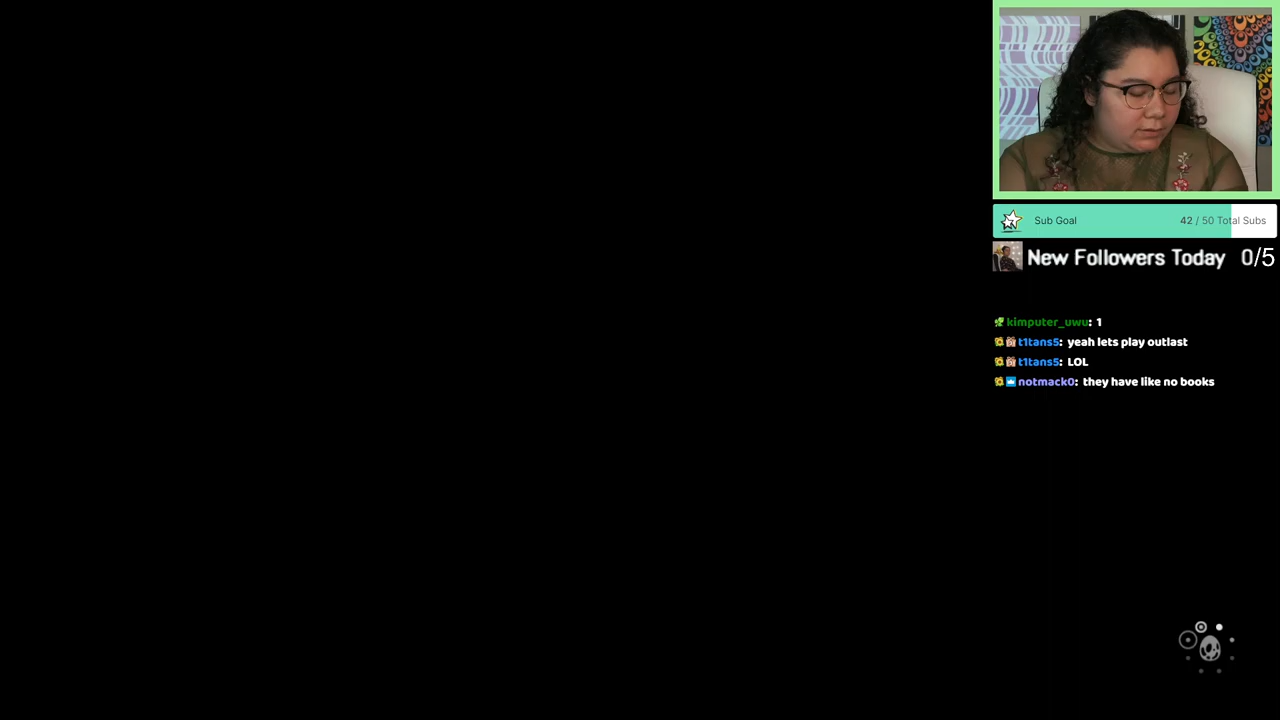 Sub Goal
42 / 50 Total Subs
New Followers Today 0/5
kimputer_uwu: 1
t1tans5: yeah lets play outlast
t1tans5: LOL
notmack0: they have like no books